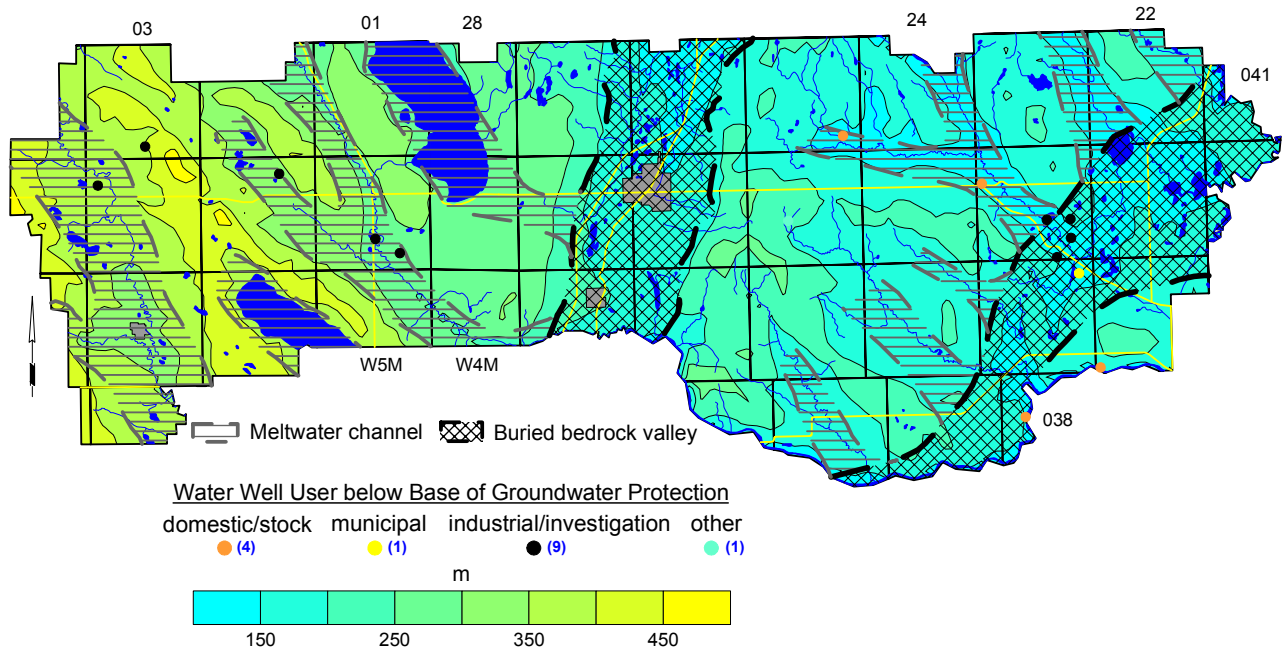 03 01 28 24 22
041
W5M W4M
038
Meltwater channel Buried bedrock valley
Water Well User below Base of Groundwater Protection
domestic/stock municipal industrial/investigation other
(4) (1) (9) (1)
m
150 250 350 450